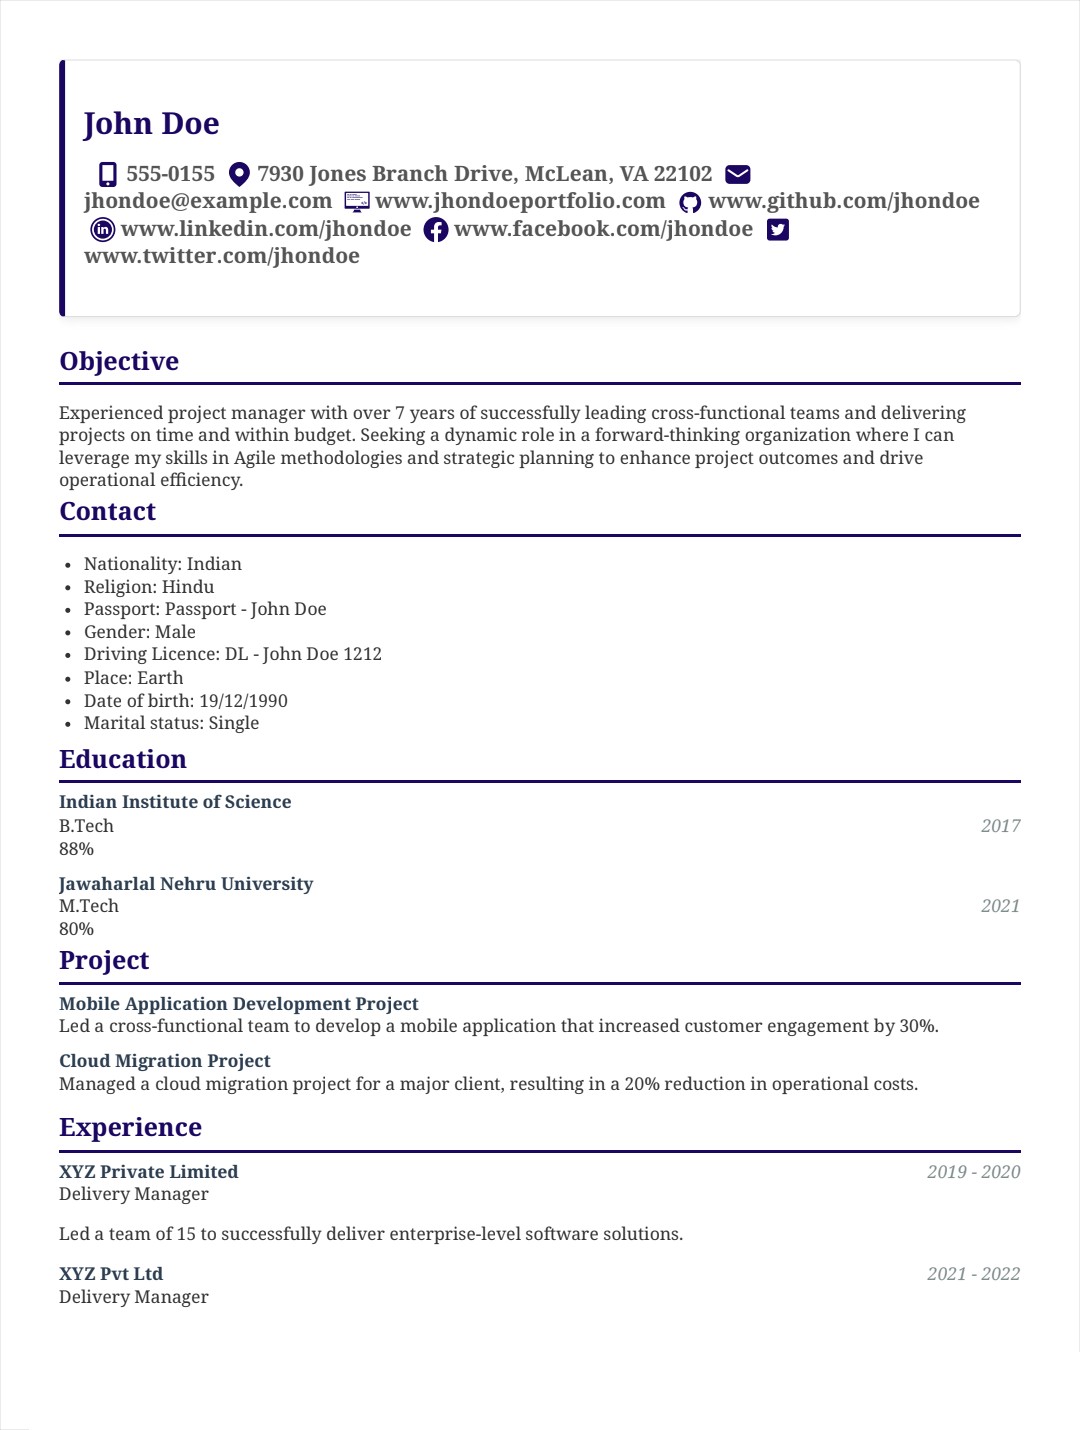 John Doe
555-0155 7930 Jones Branch Drive, McLean, VA 22102
jhondoe@example.com www.jhondoeportfolio.com www.github.com/jhondoe
www.linkedin.com/jhondoe www.facebook.com/jhondoe
www.twitter.com/jhondoe
Objective
Experienced project manager with over 7 years of successfully leading cross-functional teams and delivering
projects on time and within budget. Seeking a dynamic role in a forward-thinking organization where I can
leverage my skills in Agile methodologies and strategic planning to enhance project outcomes and drive
operational efficiency.
Contact
• Nationality: Indian
• Religion: Hindu
• Passport: Passport - John Doe
• Gender: Male
• Driving Licence: DL - John Doe 1212
• Place: Earth
• Date of birth: 19/12/1990
• Marital status: Single
Education
Indian Institute of Science
B.Tech 2017
88%
Jawaharlal Nehru University
M.Tech 2021
80%
Project
Mobile Application Development Project
Led a cross-functional team to develop a mobile application that increased customer engagement by 30%.
Cloud Migration Project
Managed a cloud migration project for a major client, resulting in a 20% reduction in operational costs.
Experience
XYZ Private Limited 2019 - 2020
Delivery Manager
Led a team of 15 to successfully deliver enterprise-level software solutions.
XYZ Pvt Ltd 2021 - 2022
Delivery Manager